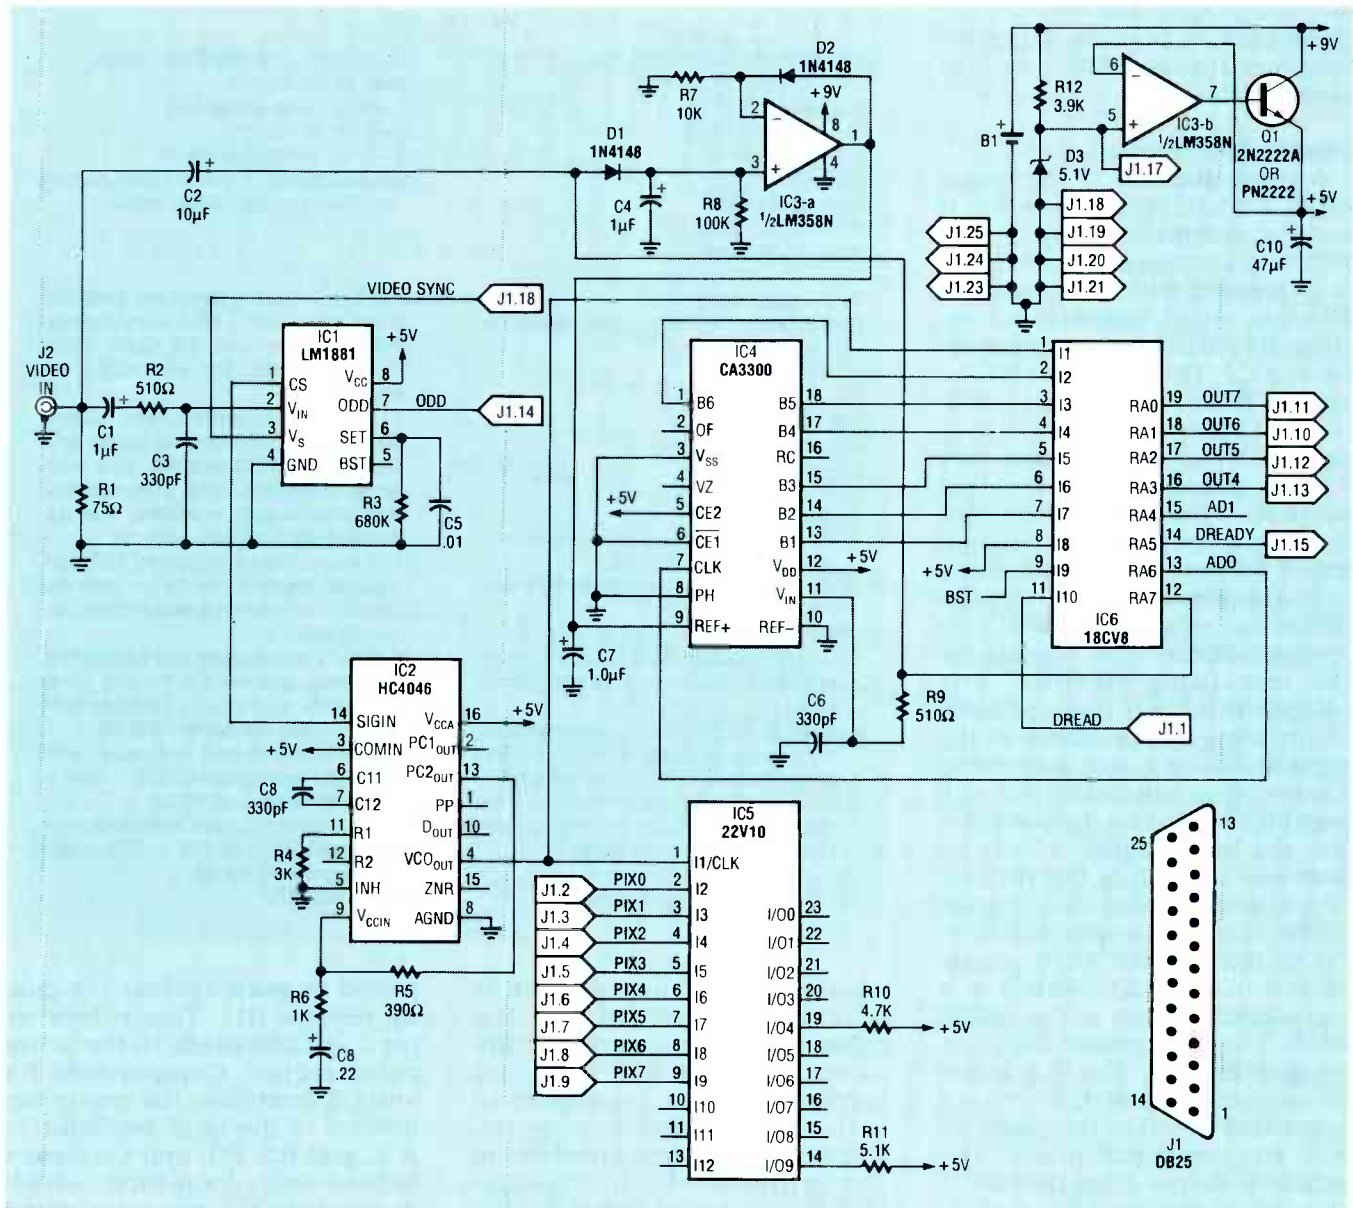 D2
1N4148
R7
10K
+9V
2
8
1
3
4
D1
1N4148
C2
10µF
+
C4
1µF
+
R8
100K
IC3-a
1/2LM358N
+9V
R12
3.9K
6
7
5
IC3-b
1/2LM358N
Q1
2N2222A
OR
PN2222
B1
+
D3
5.1V
J1.17
J1.18
J1.19
J1.20
J1.21
J1.25
J1.24
J1.23
+5V
C10
47µF
+
VIDEO SYNC
J1.18
J2
VIDEO
IN
R1
75Ω
C1
1µF
+
R2
510Ω
C3
330pF
IC1
LM1881
1 CS
2 VIN
3 VS
4 GND
VCC 8
ODD 7
SET 6
BST 5
+5V
ODD
J1.14
R3
680K
C5
.01
IC4
CA3300
1 B6
2 OF
3 VSS
4 VZ
5 CE2
6 CE1
7 CLK
8 PH
9 REF+
B5 18
B4 17
RC 16
B3 15
B2 14
B1 13
VDD 12
VIN 11
REF− 10
+5V
+5V
C7
1.0µF
+
C6
330pF
R9
510Ω
1 I1
2 I2
3 I3
4 I4
5 I5
6 I6
7 I7
8 I8
9 I9
11 I10
RA0 19 OUT7 J1.11
RA1 18 OUT6 J1.10
RA2 17 OUT5 J1.12
RA3 16 OUT4 J1.13
RA4 15 AD1
RA5 14 DREADY J1.15
RA6 13 ADO
RA7 12
+5V
BST
IC6
18CV8
DREAD
J1.1
IC2
HC4046
14 SIGIN
3 COMIN
6 C11
7 C12
11 R1
12 R2
5 INH
9 VCCIN
VCCA 16
PC1OUT 2
PC2OUT 13
PP 1
DOUT 10
VCOOUT 4
ZNR 15
AGND 8
+5V
+5V
C8
330pF
R4
3K
R6
1K
R5
390Ω
C8
.22
+
IC5
22V10
1 I1/CLK
J1.2 PIX0 2 I2
J1.3 PIX1 3 I3
J1.4 PIX2 4 I4
J1.5 PIX3 5 I5
J1.6 PIX4 6 I6
J1.7 PIX5 7 I7
J1.8 PIX6 8 I8
J1.9 PIX7 9 I9
10 I10
11 I11
13 I12
I/O0 23
I/O1 22
I/O2 21
I/O3 20
I/O4 19
I/O5 18
I/O6 17
I/O7 16
I/O8 15
I/O9 14
R10
4.7K
+5V
R11
5.1K
+5V
25
13
14
1
J1
DB25